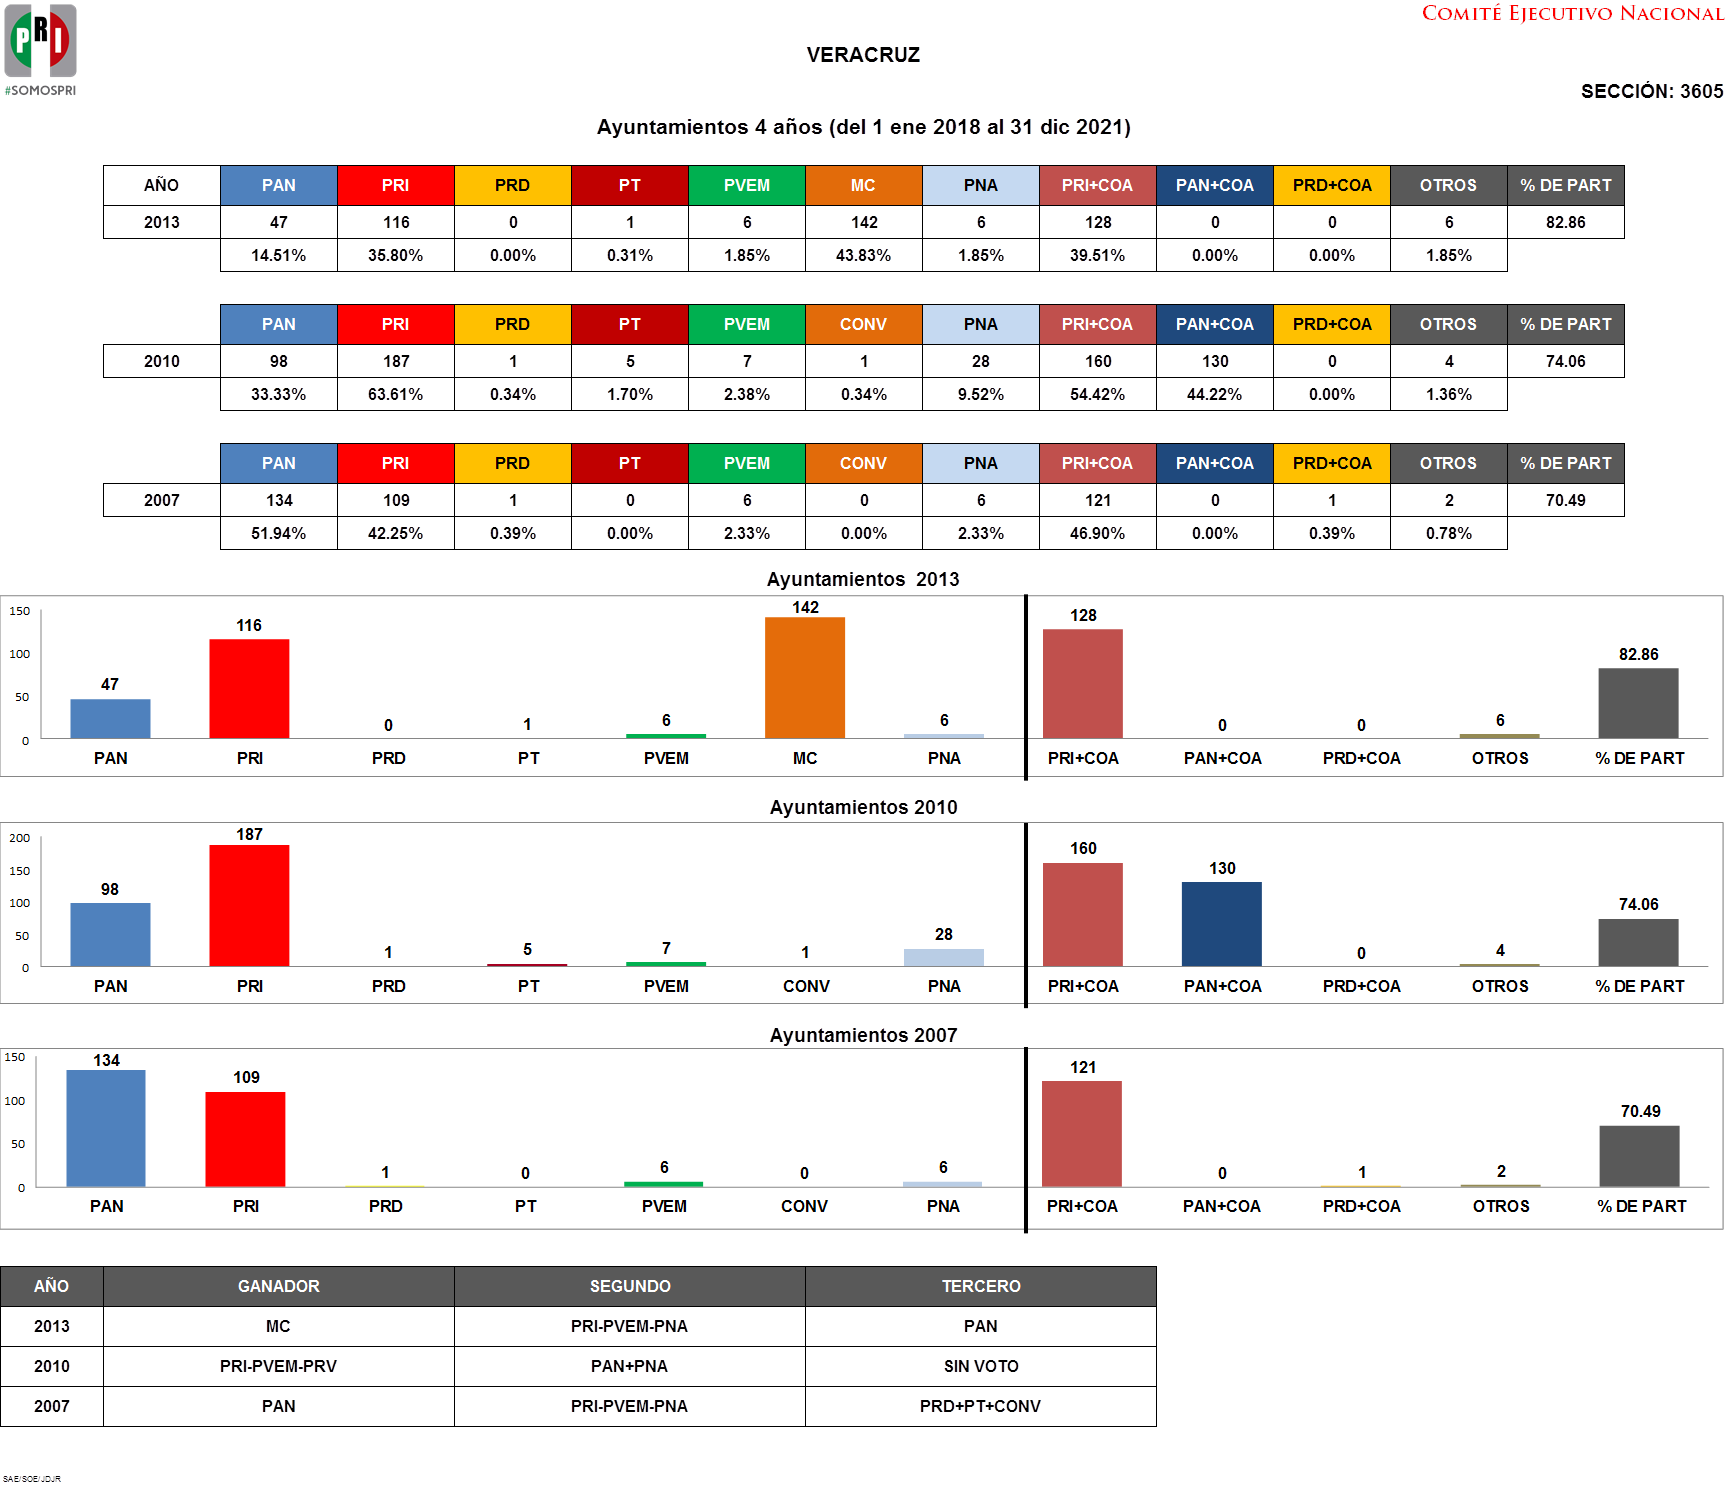 PRI
#SOMOSPRI
COMITÉ EJECUTIVO NACIONAL
VERACRUZ
SECCIÓN: 3605
Ayuntamientos 4 años (del 1 ene 2018 al 31 dic 2021)
AÑO PAN PRI PRD PT PVEM MC PNA PRI+COA PAN+COA PRD+COA OTROS % DE PART
2013 47 116 0 1 6 142 6 128 0 0 6 82.86
14.51% 35.80% 0.00% 0.31% 1.85% 43.83% 1.85% 39.51% 0.00% 0.00% 1.85%
PAN PRI PRD PT PVEM CONV PNA PRI+COA PAN+COA PRD+COA OTROS % DE PART
2010 98 187 1 5 7 1 28 160 130 0 4 74.06
33.33% 63.61% 0.34% 1.70% 2.38% 0.34% 9.52% 54.42% 44.22% 0.00% 1.36%
PAN PRI PRD PT PVEM CONV PNA PRI+COA PAN+COA PRD+COA OTROS % DE PART
2007 134 109 1 0 6 0 6 121 0 1 2 70.49
51.94% 42.25% 0.39% 0.00% 2.33% 0.00% 2.33% 46.90% 0.00% 0.39% 0.78%
Ayuntamientos 2013
150
100
50
0
47 116 0 1 6 142 6 128 0 0 6 82.86
PAN PRI PRD PT PVEM MC PNA PRI+COA PAN+COA PRD+COA OTROS % DE PART
Ayuntamientos 2010
200
150
100
50
0
98 187 1 5 7 1 28 160 130 0 4 74.06
PAN PRI PRD PT PVEM CONV PNA PRI+COA PAN+COA PRD+COA OTROS % DE PART
Ayuntamientos 2007
150
100
50
0
134 109 1 0 6 0 6 121 0 1 2 70.49
PAN PRI PRD PT PVEM CONV PNA PRI+COA PAN+COA PRD+COA OTROS % DE PART
AÑO GANADOR SEGUNDO TERCERO
2013 MC PRI-PVEM-PNA PAN
2010 PRI-PVEM-PRV PAN+PNA SIN VOTO
2007 PAN PRI-PVEM-PNA PRD+PT+CONV
SAE/SOE/JDJR